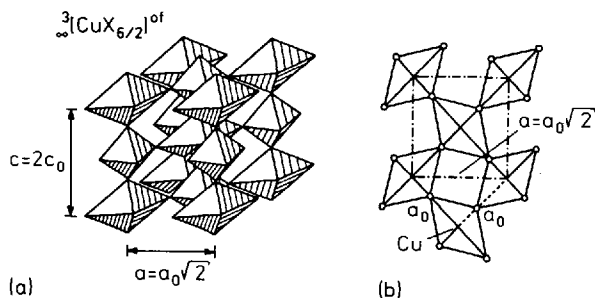 ³∞[CuX₆/₂]ᵒᶠ
c=2c₀
a=a₀√2
(a)
a=a₀√2
a₀
a₀
Cu
(b)